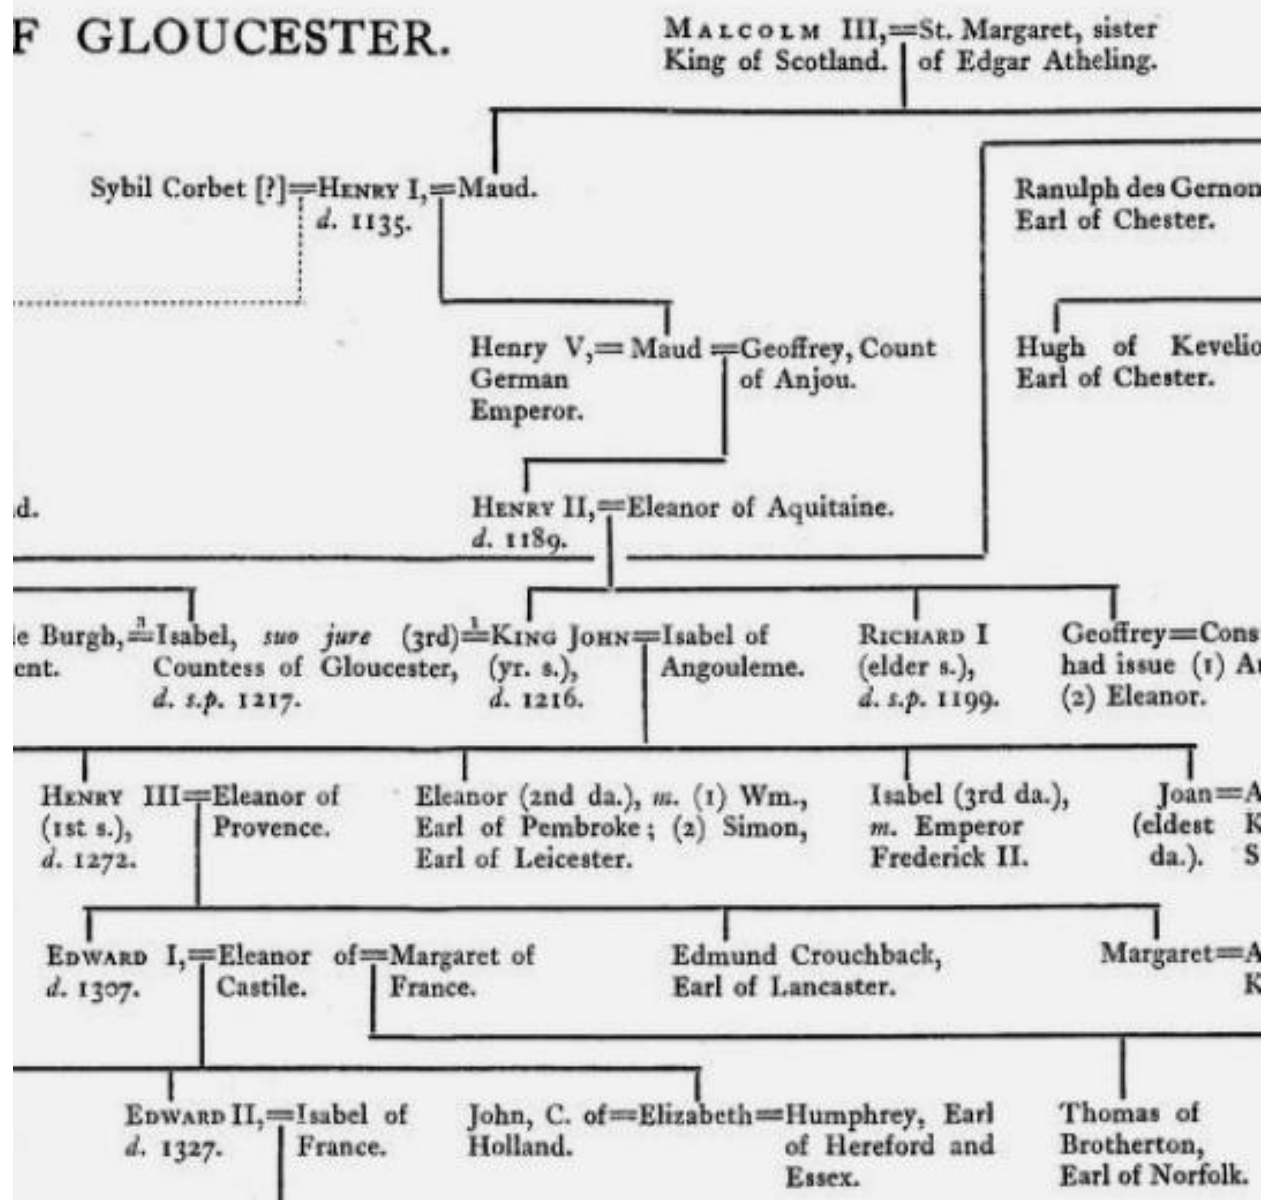 F GLOUCESTER.
MALCOLM III,=St. Margaret, sister
King of Scotland. of Edgar Atheling.
Sybil Corbet [?]=HENRY I,=Maud.
d. 1135.
Ranulph des Gernon
Earl of Chester.
Henry V,=Maud=Geoffrey, Count
German of Anjou.
Emperor.
Hugh of Kevelio
Earl of Chester.
d.
HENRY II,=Eleanor of Aquitaine.
d. 1189.
le Burgh,=Isabel, suo jure (3rd)=1KING JOHN=Isabel of
ent. Countess of Gloucester, (yr. s.), Angouleme.
d. s.p. 1217. d. 1216.
RICHARD I
(elder s.),
d. s.p. 1199.
Geoffrey=Cons
had issue (1) A
(2) Eleanor.
HENRY III=Eleanor of
(1st s.), Provence.
d. 1272.
Eleanor (2nd da.), m. (1) Wm.,
Earl of Pembroke; (2) Simon,
Earl of Leicester.
Isabel (3rd da.),
m. Emperor
Frederick II.
Joan=A
(eldest K
da.). S
EDWARD I,=Eleanor of=Margaret of
d. 1307. Castile. France.
Edmund Crouchback,
Earl of Lancaster.
Margaret=A
K
EDWARD II,=Isabel of
d. 1327. France.
John, C. of=Elizabeth=Humphrey, Earl
Holland. of Hereford and
Essex.
Thomas of
Brotherton,
Earl of Norfolk.